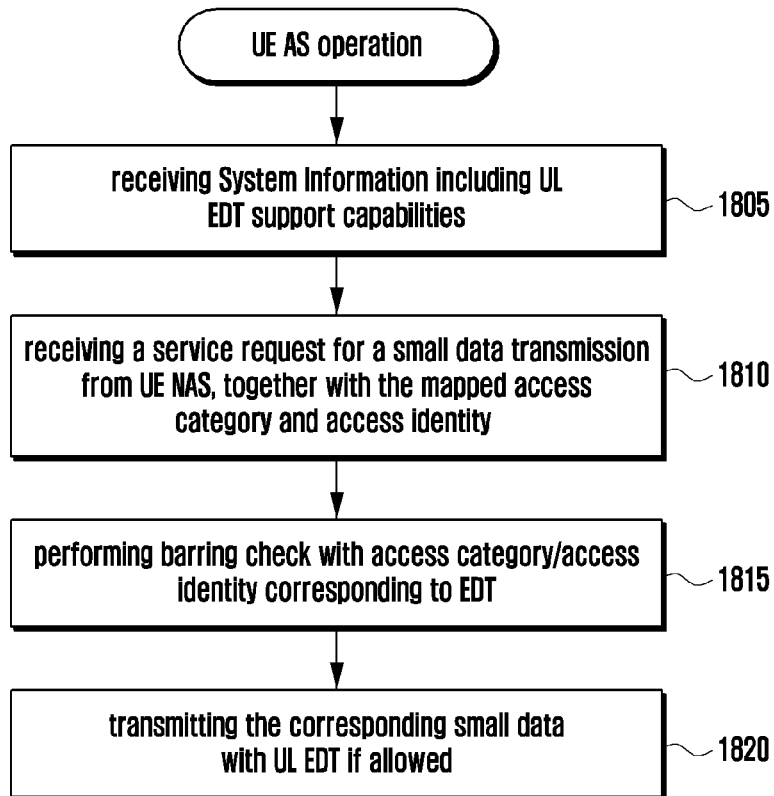 UE AS operation
receiving System Information including UL
EDT support capabilities
1805
receiving a service request for a small data transmission
from UE NAS, together with the mapped access
category and access identity
1810
performing barring check with access category/access
identity corresponding to EDT
1815
transmitting the corresponding small data
with UL EDT if allowed
1820